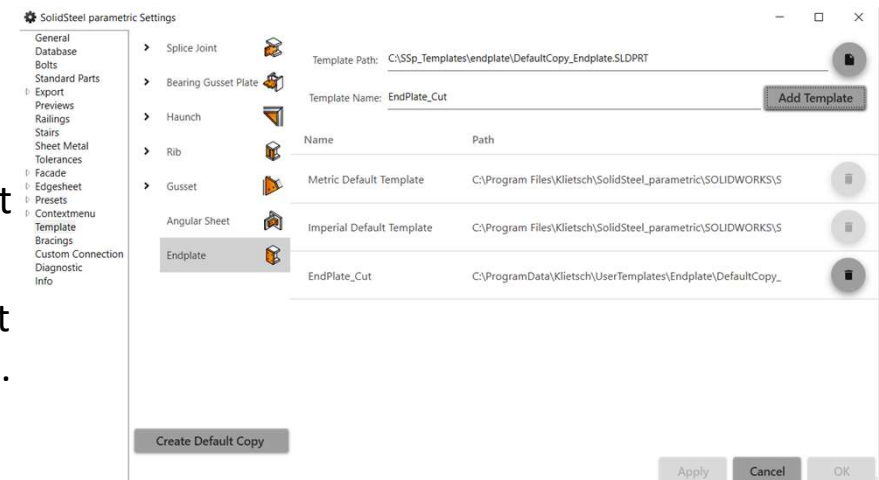 SolidSteel parametric Settings
General
Database
Bolts
Standard Parts
Export
Previews
Railings
Stairs
Sheet Metal
Tolerances
Facade
Edgesheet
Presets
Contextmenu
Template
Bracings
Custom Connection
Diagnostic
Info
Splice Joint
Bearing Gusset Plate
Haunch
Rib
Gusset
Angular Sheet
Endplate
Create Default Copy
Template Path: C:\SSp_Templates\endplate\DefaultCopy_Endplate.SLDPRT
Template Name: EndPlate_Cut
Add Template
Name Path
Metric Default Template C:\Program Files\Klietsch\SolidSteel_parametric\SOLIDWORKS\S
Imperial Default Template C:\Program Files\Klietsch\SolidSteel_parametric\SOLIDWORKS\S
EndPlate_Cut C:\ProgramData\Klietsch\UserTemplates\Endplate\DefaultCopy_
Apply Cancel OK
t
t
.